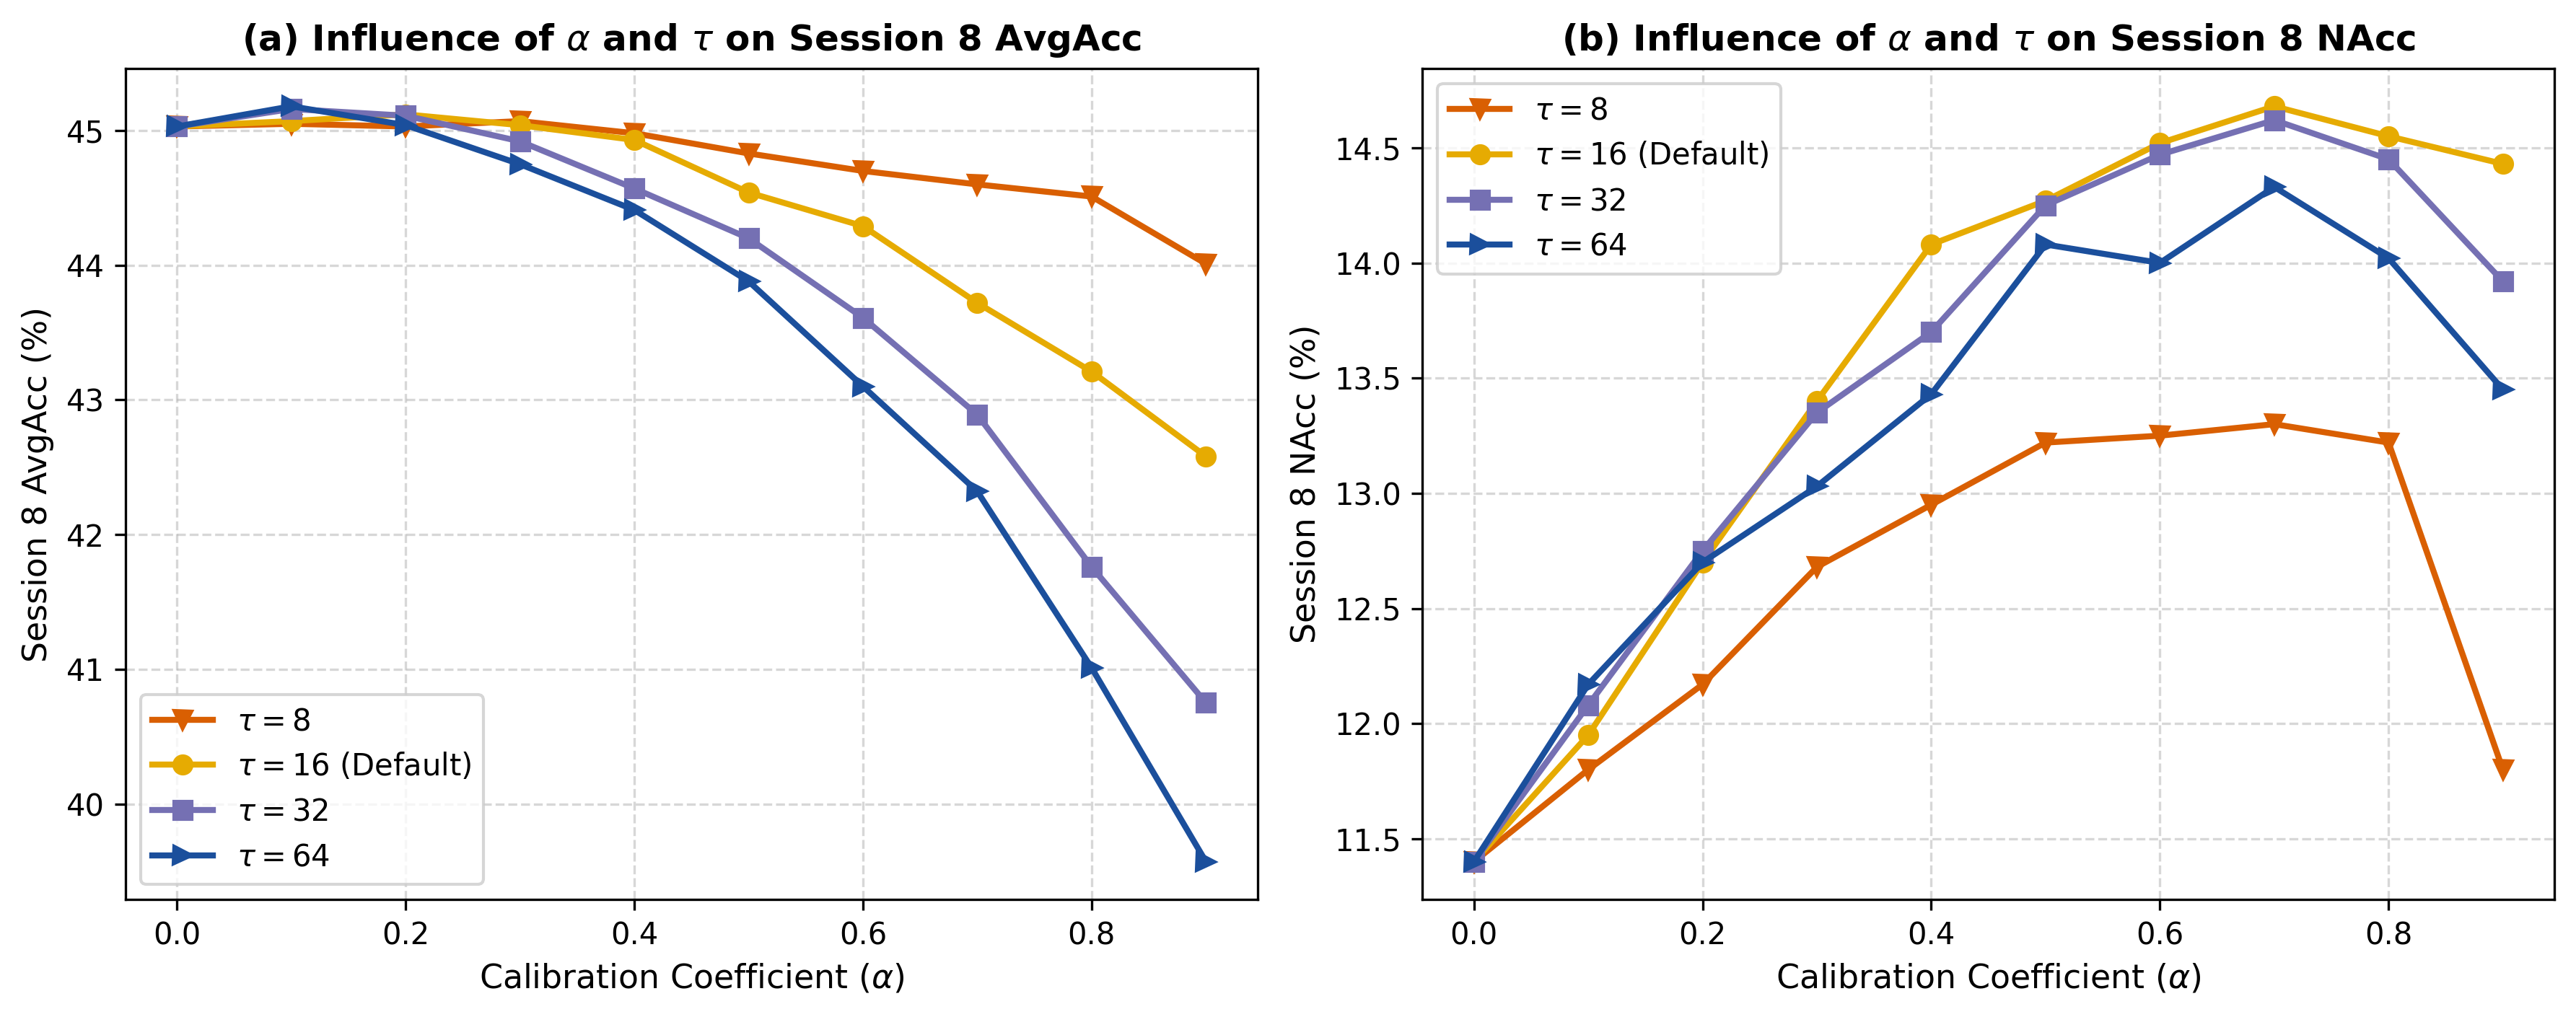 (a) Influence of α and τ on Session 8 AvgAcc
Session 8 AvgAcc (%)
45
44
43
42
41
40
τ = 8
τ = 16 (Default)
τ = 32
τ = 64
0.0 0.2 0.4 0.6 0.8
Calibration Coefficient (α)
(b) Influence of α and τ on Session 8 NAcc
Session 8 NAcc (%)
τ = 8
τ = 16 (Default)
τ = 32
τ = 64
14.5
14.0
13.5
13.0
12.5
12.0
11.5
0.0 0.2 0.4 0.6 0.8
Calibration Coefficient (α)